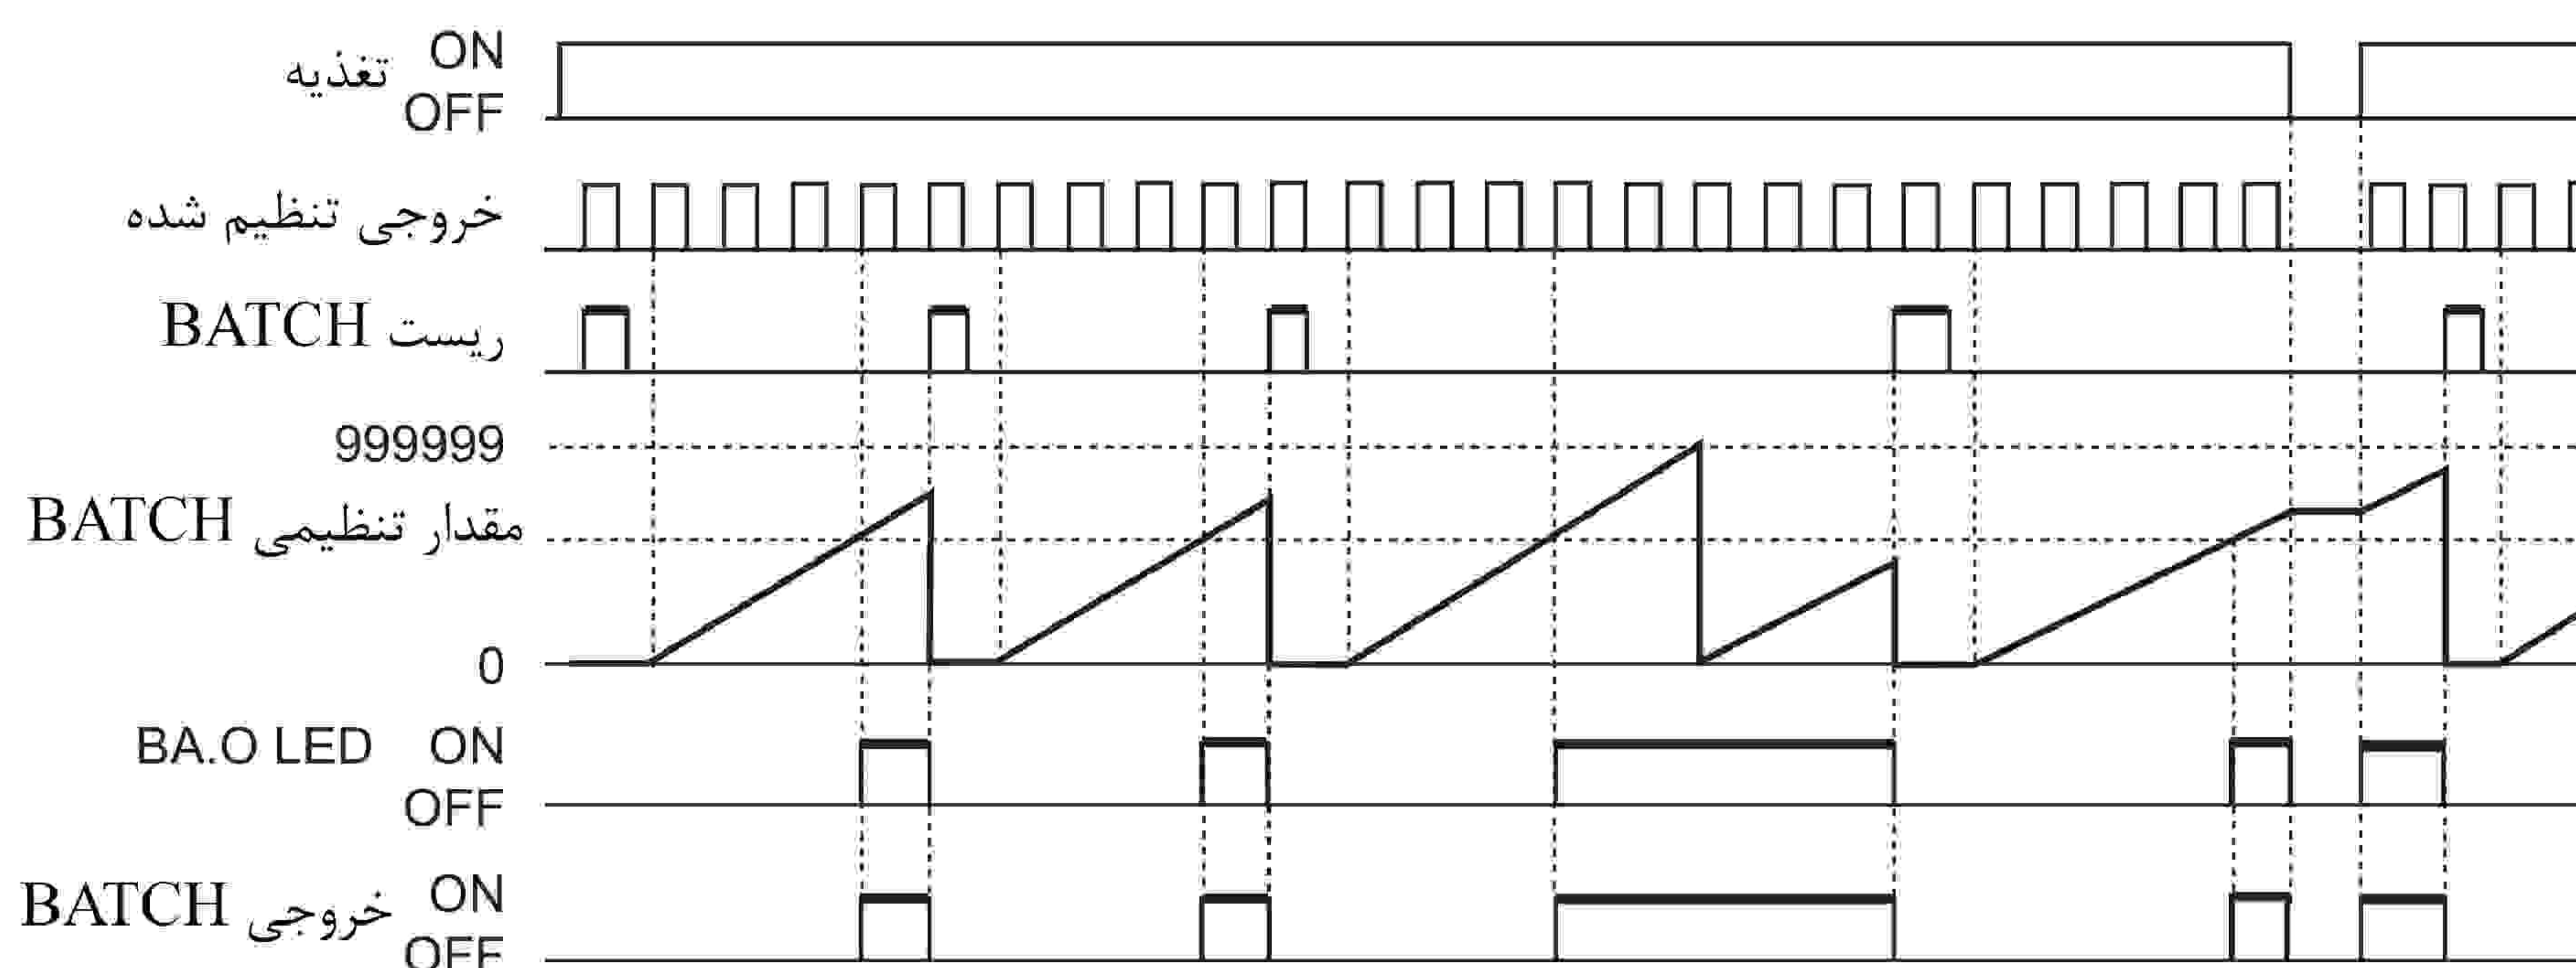 تغذیه ON
OFF
خروجی تنظیم شده
ریست BATCH
999999
مقدار تنظیمی BATCH
0
BA.O LED ON
OFF
خروجی BATCH ON
OFF